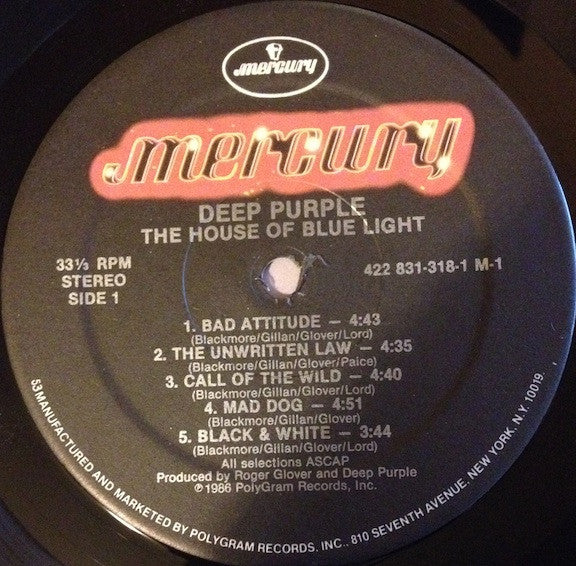 mercury
mercury
DEEP PURPLE
THE HOUSE OF BLUE LIGHT
33⅓ RPM
STEREO
SIDE 1
422 831-318-1 M-1
1. BAD ATTITUDE — 4:43
(Blackmore/Gillan/Glover/Lord)
2. THE UNWRITTEN LAW — 4:35
(Blackmore/Gillan/Glover/Paice)
3. CALL OF THE WILD — 4:40
(Blackmore/Gillan/Glover/Lord)
4. MAD DOG — 4:51
(Blackmore/Gillan/Glover)
5. BLACK & WHITE — 3:44
(Blackmore/Gillan/Glover/Lord)
All selections ASCAP
Produced by Roger Glover and Deep Purple
℗1986 PolyGram Records, Inc.
53 MANUFACTURED AND MARKETED BY POLYGRAM RECORDS, INC., 810 SEVENTH AVENUE, NEW YORK, N.Y. 10019.